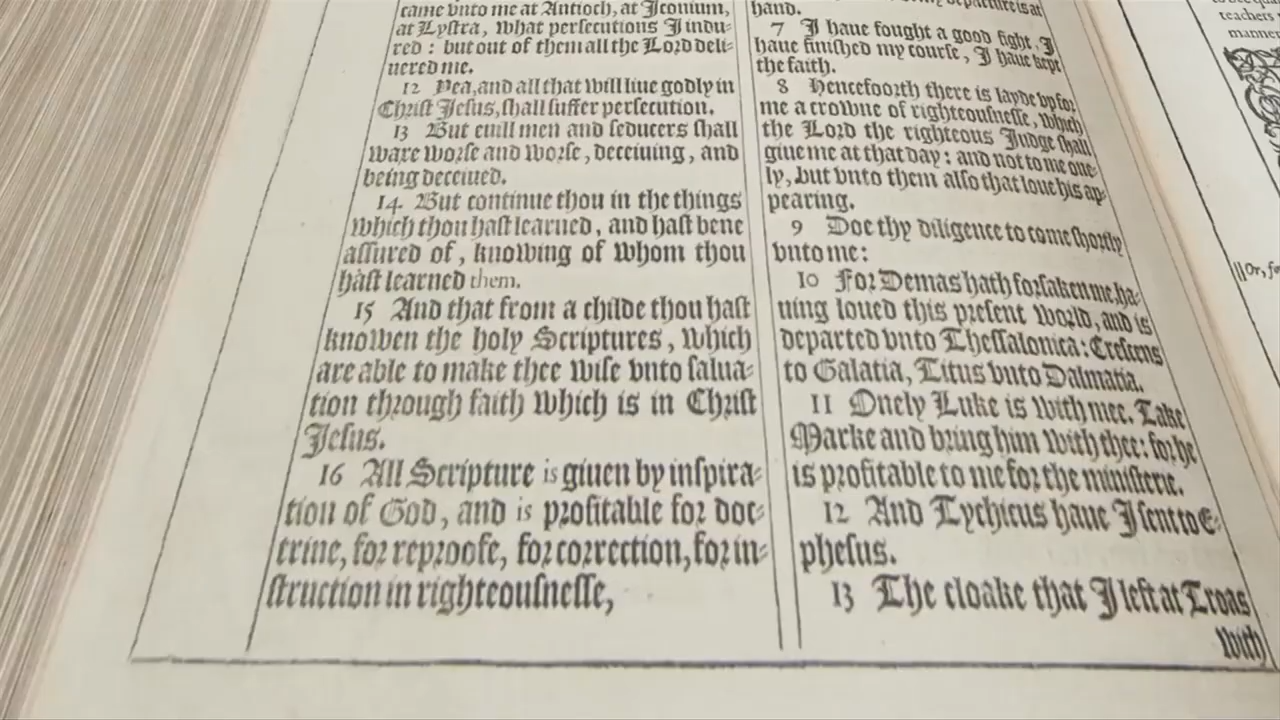 came vnto me at Antioch, at Iconium,
at Lystra, what persecutions I indu-
red : but out of them all the Lord deli-
uered me.
12 Yea, and all that will liue godly in
Christ Iesus, shall suffer persecution.
13 But euill men and seducers shall
waxe worse and worse, deceiuing, and
being deceiued.
14 But continue thou in the things
which thou hast learned, and hast bene
assured of, knowing of whom thou
hast learned them.
15 And that from a childe thou hast
knowen the holy Scriptures, which
are able to make thee wise vnto salua-
tion through faith which is in Christ
Iesus.
16 All Scripture is giuen by inspira-
tion of God, and is profitable for doc-
trine, for reproofe, for correction, for in-
struction in righteousnesse,
departure is at
hand.
7 I haue fought a good fight, I
haue finished my course, I haue kept
the faith.
8 Hencefoorth there is layde vp for
me a crowne of righteousnesse, which
the Lord the righteous Iudge shall
giue me at that day : and not to me one-
ly, but vnto them also that loue his ap-
pearing.
9 Doe thy diligence to come shortly
vnto me :
10 For Demas hath forsaken me, ha-
uing loued this present world, and is
departed vnto Thessalonica : Crescens
to Galatia, Titus vnto Dalmatia.
11 Onely Luke is with mee. Take
Marke and bring him with thee : for he
is profitable to me for the ministerie.
12 And Tychicus haue I sent to E-
phesus.
13 The cloake that I left at Troas
with
teachers
manner
||Or, fo